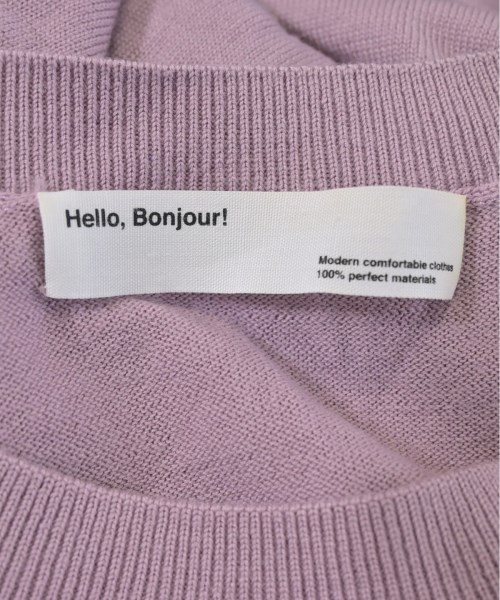 Hello, Bonjour!
Modern comfortable clothes
100% perfect materials